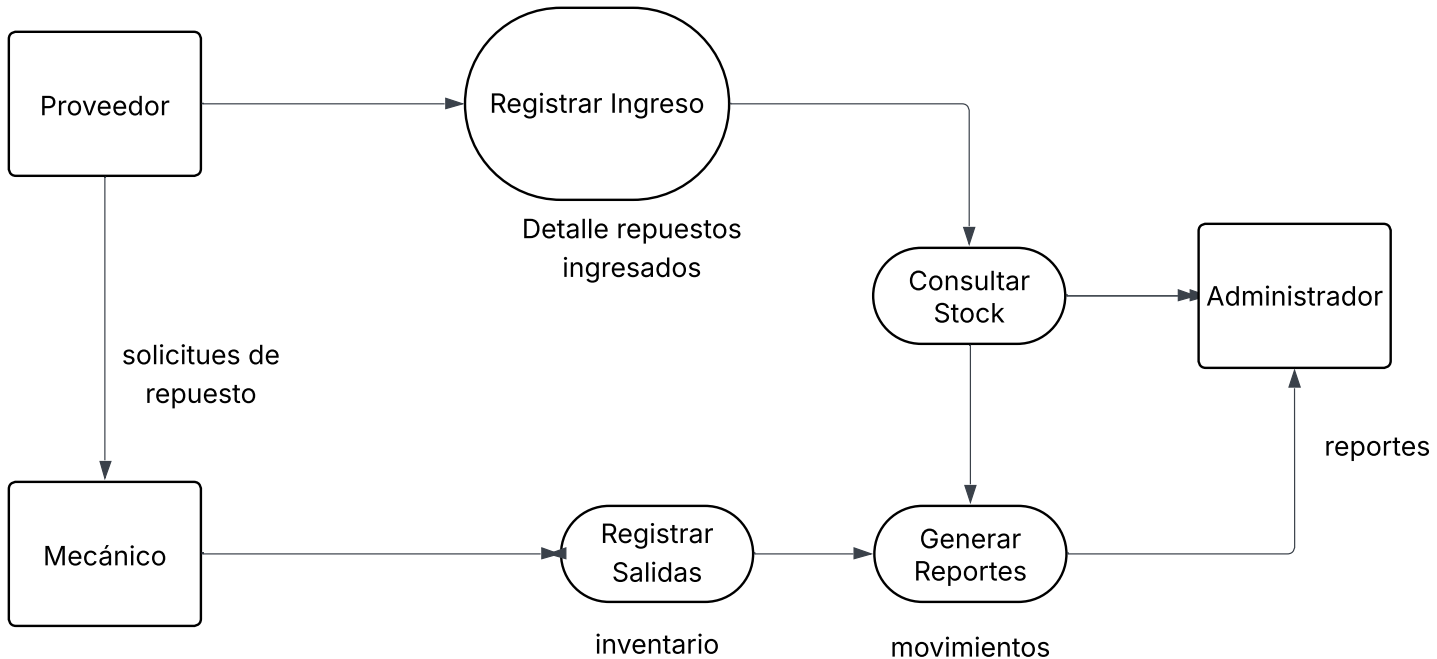 Proveedor
Registrar Ingreso
Detalle repuestos
ingresados
Consultar
Stock
Administrador
solicitues de
repuesto
reportes
Mecánico
Registrar
Salidas
Generar
Reportes
inventario
movimientos